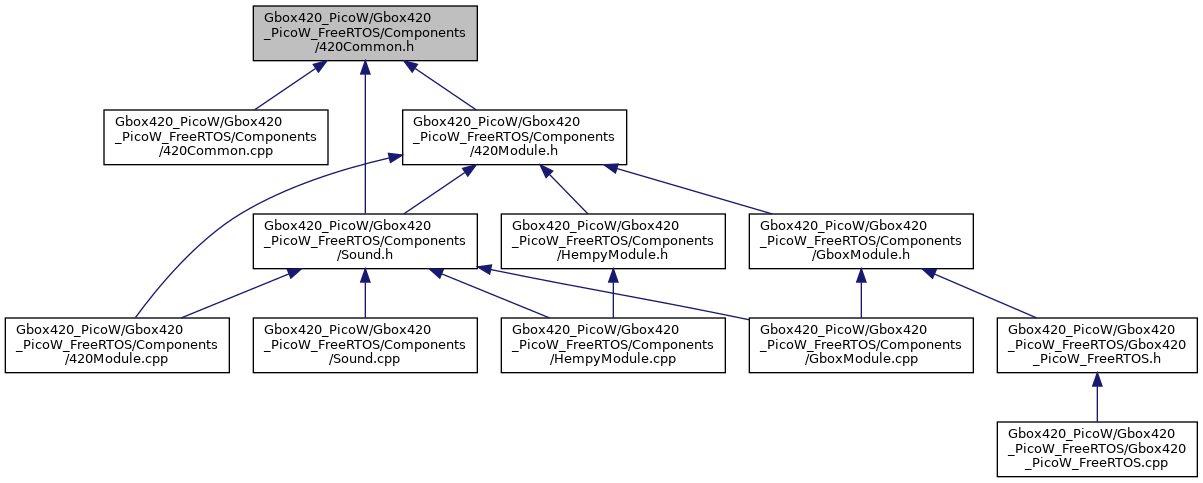 Gbox420_PicoW/Gbox420
_PicoW_FreeRTOS/Components
/420Common.h
Gbox420_PicoW/Gbox420
_PicoW_FreeRTOS/Components
/420Common.cpp
Gbox420_PicoW/Gbox420
_PicoW_FreeRTOS/Components
/420Module.h
Gbox420_PicoW/Gbox420
_PicoW_FreeRTOS/Components
/Sound.h
Gbox420_PicoW/Gbox420
_PicoW_FreeRTOS/Components
/HempyModule.h
Gbox420_PicoW/Gbox420
_PicoW_FreeRTOS/Components
/GboxModule.h
Gbox420_PicoW/Gbox420
_PicoW_FreeRTOS/Components
/420Module.cpp
Gbox420_PicoW/Gbox420
_PicoW_FreeRTOS/Components
/Sound.cpp
Gbox420_PicoW/Gbox420
_PicoW_FreeRTOS/Components
/HempyModule.cpp
Gbox420_PicoW/Gbox420
_PicoW_FreeRTOS/Components
/GboxModule.cpp
Gbox420_PicoW/Gbox420
_PicoW_FreeRTOS/Gbox420
_PicoW_FreeRTOS.h
Gbox420_PicoW/Gbox420
_PicoW_FreeRTOS/Gbox420
_PicoW_FreeRTOS.cpp